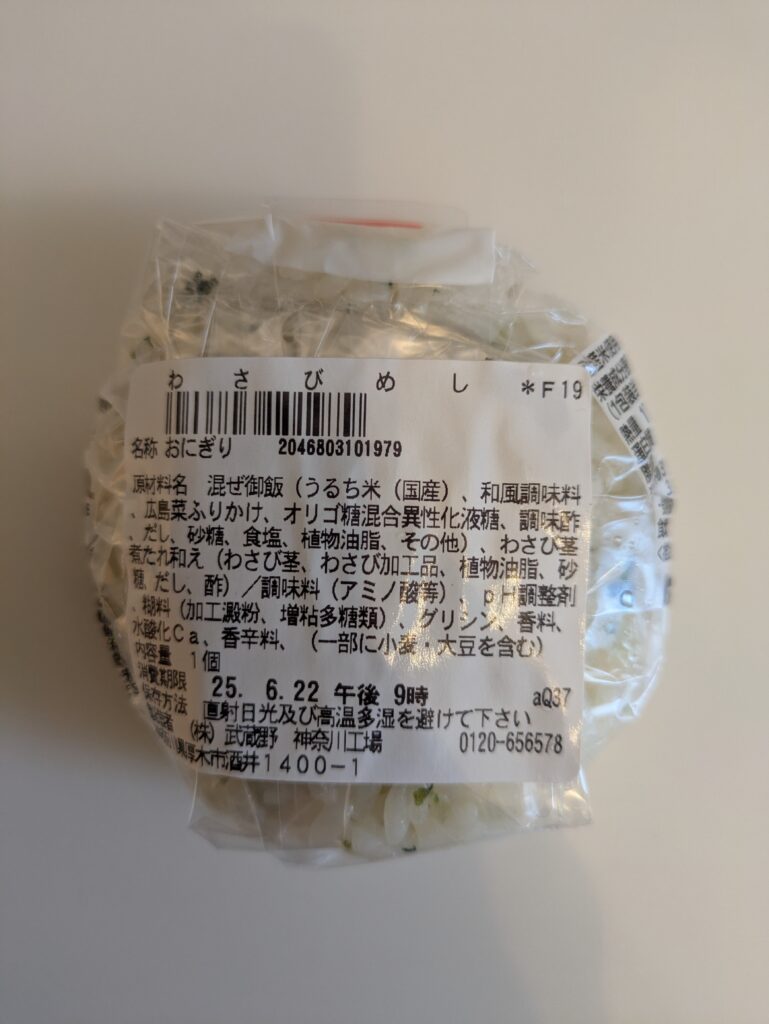 わさびめし *F19
名称 おにぎり 2046803101979
原材料名 混ぜ御飯（うるち米（国産）、和風調味料
、広島菜ふりかけ、オリゴ糖混合異性化液糖、調味酢
、だし、砂糖、食塩、植物油脂、その他）、わさび茎
煮たれ和え（わさび茎、わさび加工品、植物油脂、砂
糖、だし、酢）／調味料（アミノ酸等）、pH調整剤
、糊料（加工澱粉、増粘多糖類）、グリシン、香料、
水酸化Ca、香辛料、（一部に小麦・大豆を含む）
内容量 1個
消費期限 25. 6.22 午後 9時 aQ37
保存方法 直射日光及び高温多湿を避けて下さい
（株）武蔵野 神奈川工場 0120-656578
厚木市酒井1400-1
栄養成分
（1包装
熱量